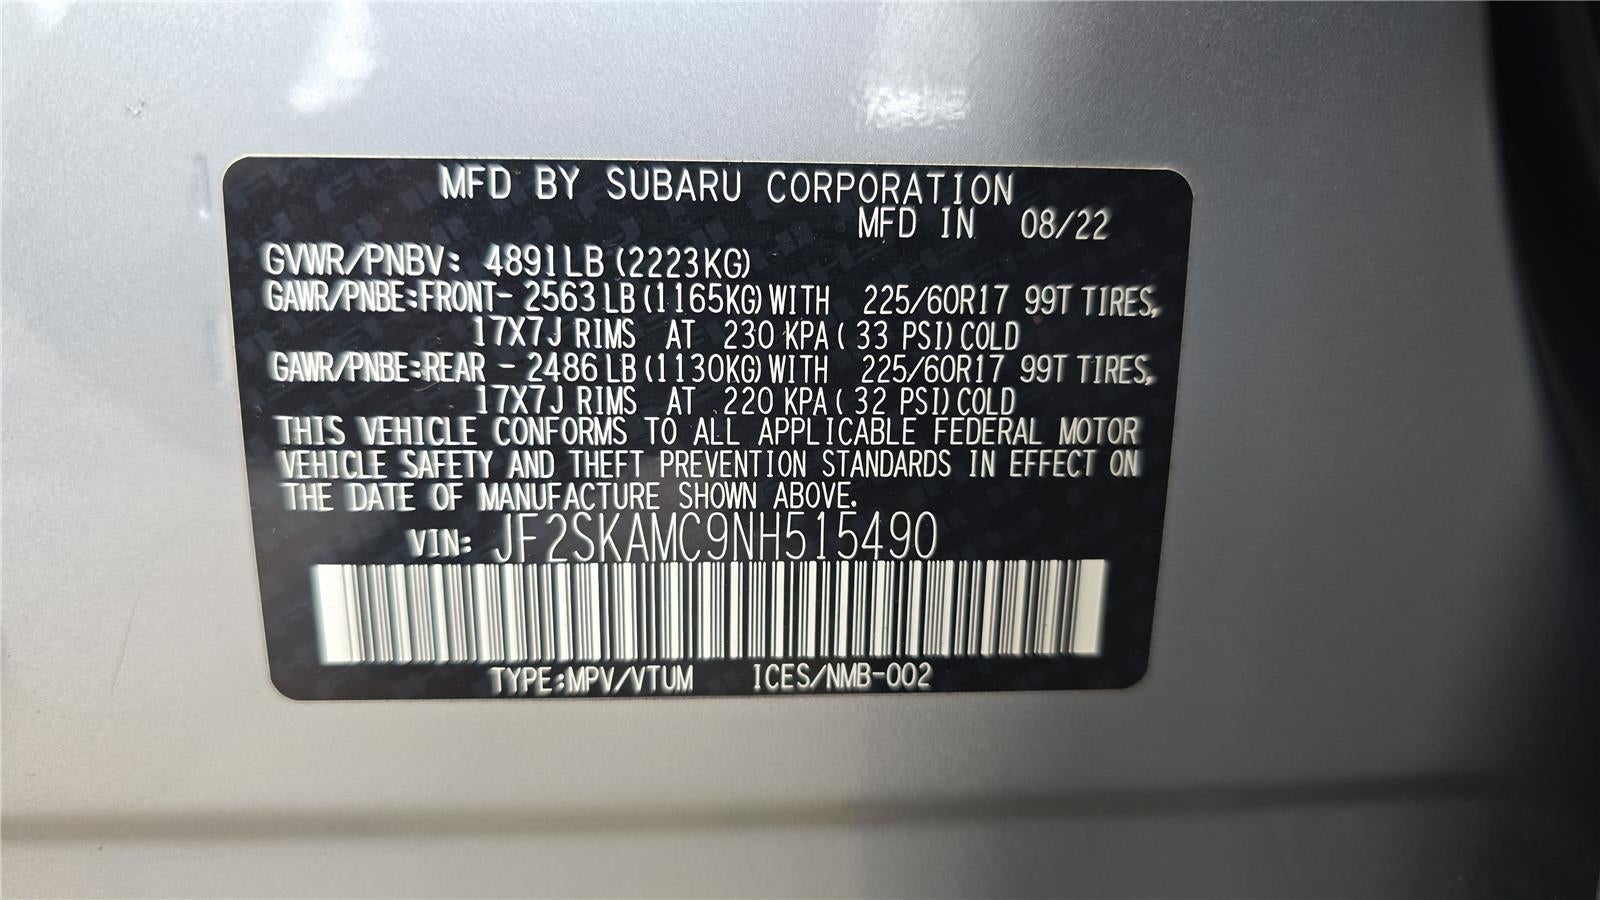 MFD BY SUBARU CORPORATION
MFD IN 08/22
GVWR/PNBV: 4891LB (2223KG)
GAWR/PNBE:FRONT- 2563 LB (1165KG) WITH 225/60R17 99T TIRES,
17X7J RIMS AT 230 KPA ( 33 PSI) COLD
GAWR/PNBE:REAR - 2486 LB (1130KG) WITH 225/60R17 99T TIRES,
17X7J RIMS AT 220 KPA ( 32 PSI) COLD
THIS VEHICLE CONFORMS TO ALL APPLICABLE FEDERAL MOTOR
VEHICLE SAFETY AND THEFT PREVENTION STANDARDS IN EFFECT ON
THE DATE OF MANUFACTURE SHOWN ABOVE.
VIN: JF2SKAMC9NH515490
TYPE:MPV/VTUM ICES/NMB-002